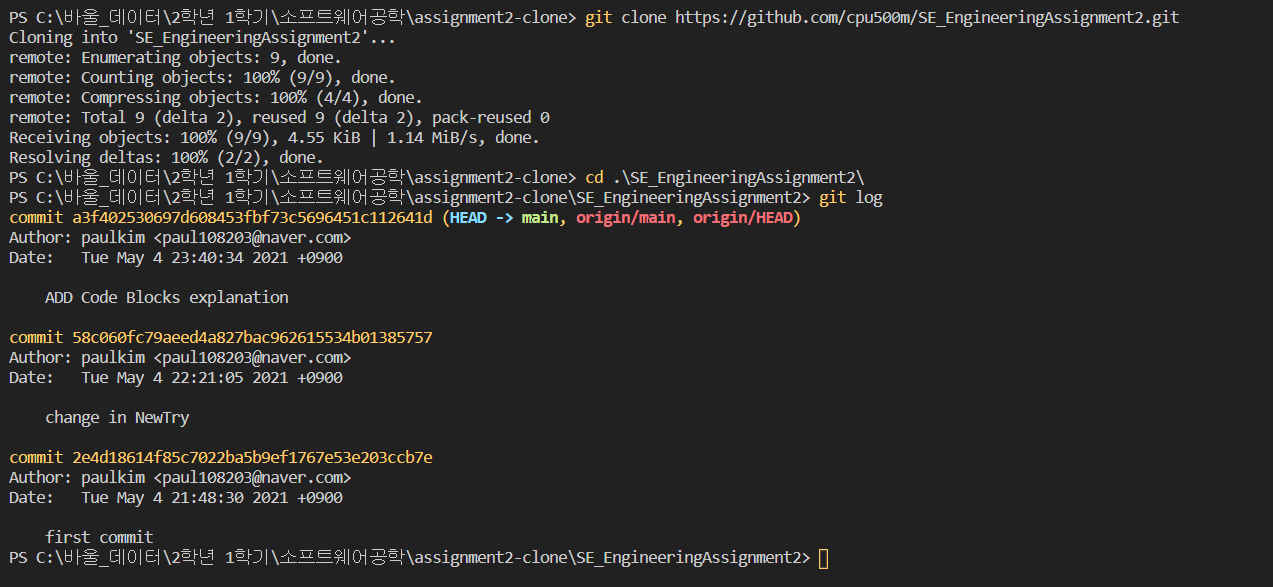 PS C:\바울_데이터\2학년 1학기\소프트웨어공학\assignment2-clone> git clone https://github.com/cpu500m/SE_EngineeringAssignment2.git
Cloning into 'SE_EngineeringAssignment2'...
remote: Enumerating objects: 9, done.
remote: Counting objects: 100% (9/9), done.
remote: Compressing objects: 100% (4/4), done.
remote: Total 9 (delta 2), reused 9 (delta 2), pack-reused 0
Receiving objects: 100% (9/9), 4.55 KiB | 1.14 MiB/s, done.
Resolving deltas: 100% (2/2), done.
PS C:\바울_데이터\2학년 1학기\소프트웨어공학\assignment2-clone> cd .\SE_EngineeringAssignment2\
PS C:\바울_데이터\2학년 1학기\소프트웨어공학\assignment2-clone\SE_EngineeringAssignment2> git log
commit a3f402530697d608453fbf73c5696451c112641d (HEAD -> main, origin/main, origin/HEAD)
Author: paulkim <paul108203@naver.com>
Date:   Tue May 4 23:40:34 2021 +0900
    ADD Code Blocks explanation
commit 58c060fc79aeed4a827bac962615534b01385757
Author: paulkim <paul108203@naver.com>
Date:   Tue May 4 22:21:05 2021 +0900
    change in NewTry
commit 2e4d18614f85c7022ba5b9ef1767e53e203ccb7e
Author: paulkim <paul108203@naver.com>
Date:   Tue May 4 21:48:30 2021 +0900
    first commit
PS C:\바울_데이터\2학년 1학기\소프트웨어공학\assignment2-clone\SE_EngineeringAssignment2>